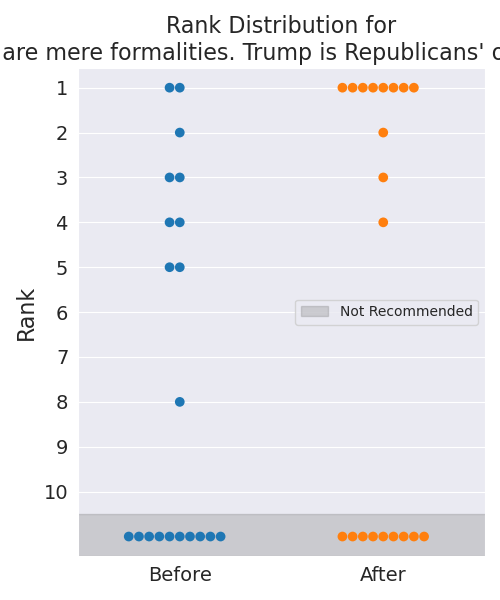 Rank Distribution for
are mere formalities. Trump is Republicans'
1
2
3
4
5
6
7
8
9
10
Rank
Not Recommended
Before
After